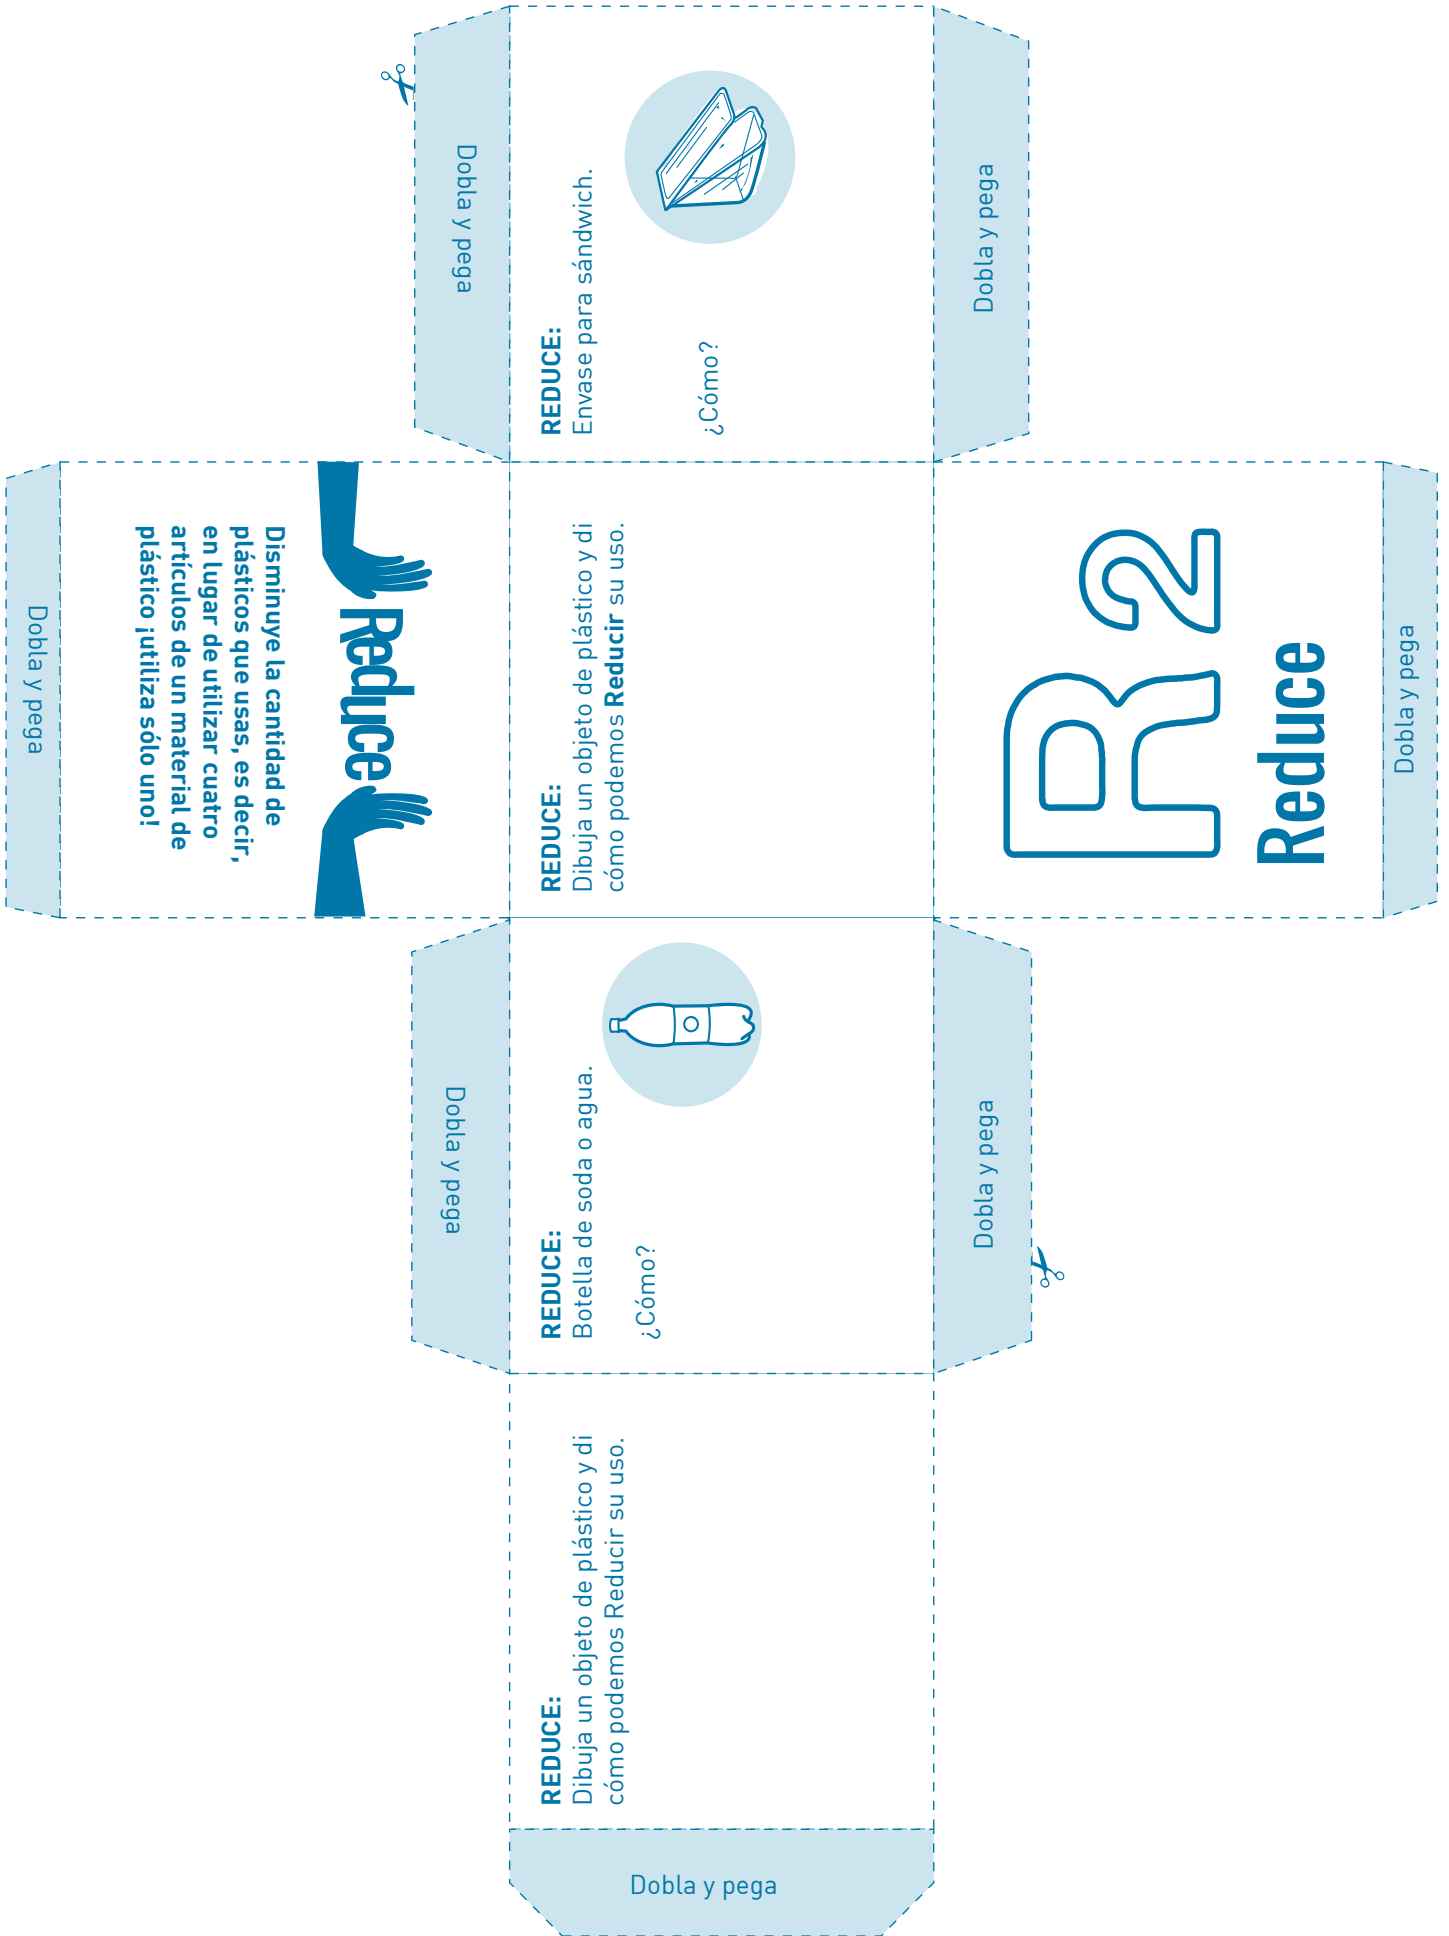 Dobla y pega
REDUCE:
Envase para sándwich.
¿Cómo?
Dobla y pega
Dobla y pega
Reduce
Disminuye la cantidad de
plásticos que usas, es decir,
en lugar de utilizar cuatro
artículos de un material de
plástico ¡utiliza sólo uno!
REDUCE:
Dibuja un objeto de plástico y di
cómo podemos Reducir su uso.
R2
Reduce
Dobla y pega
Dobla y pega
REDUCE:
Botella de soda o agua.
¿Cómo?
Dobla y pega
REDUCE:
Dibuja un objeto de plástico y di
cómo podemos Reducir su uso.
Dobla y pega